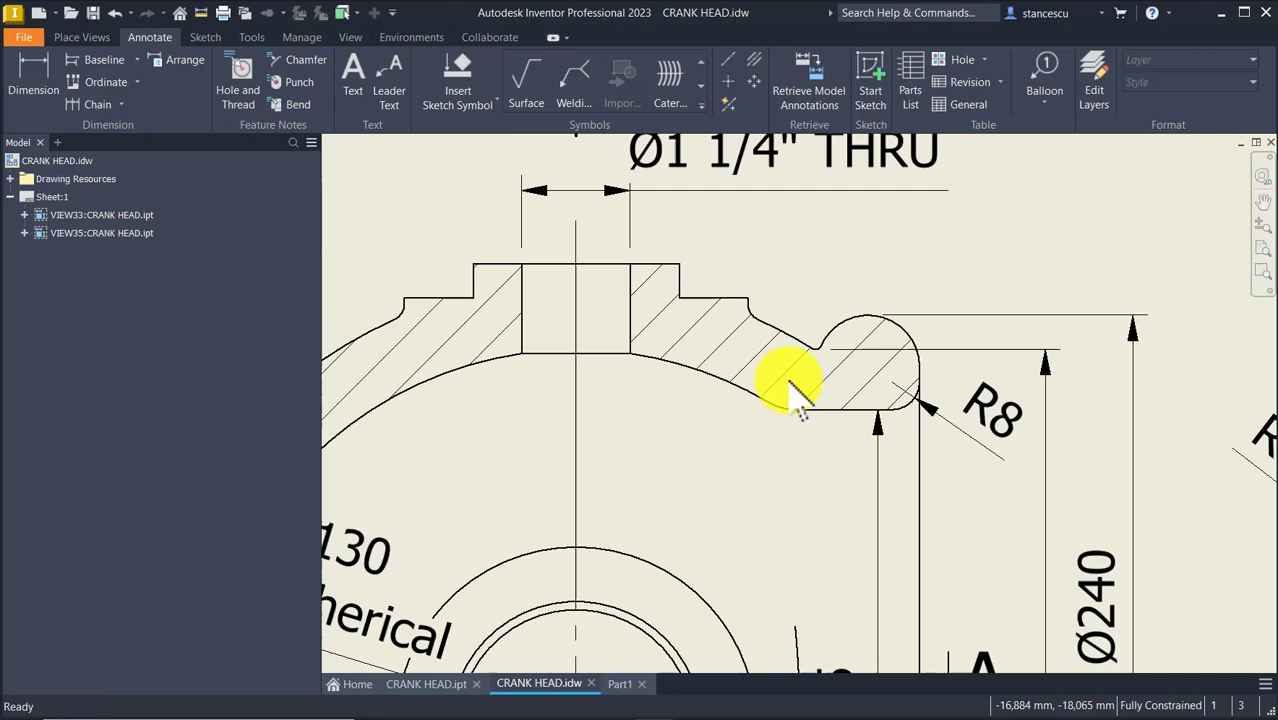 Autodesk Inventor Professional 2023 CRANK HEAD.idw
Search Help & Commands...
stancescu
File Place Views Annotate Sketch Tools Manage View Environments Collaborate
Dimension
Baseline
Ordinate
Chain
Arrange
Dimension
Hole and Thread
Chamfer
Punch
Bend
Feature Notes
Text
Leader Text
Text
Insert Sketch Symbol
Surface
Weldi...
Impor...
Cater...
Symbols
Retrieve Model Annotations
Retrieve
Start Sketch
Sketch
Parts List
Hole
Revision
General
Table
Balloon
Edit Layers
Layer
Style
Format
Model
CRANK HEAD.idw
Drawing Resources
Sheet:1
VIEW33:CRANK HEAD.ipt
VIEW35:CRANK HEAD.ipt
Ø1 1/4" THRU
R8
130
herical
Ø240
A
Home CRANK HEAD.ipt CRANK HEAD.idw Part1
Ready
-16,884 mm, -18,065 mm Fully Constrained 1 3